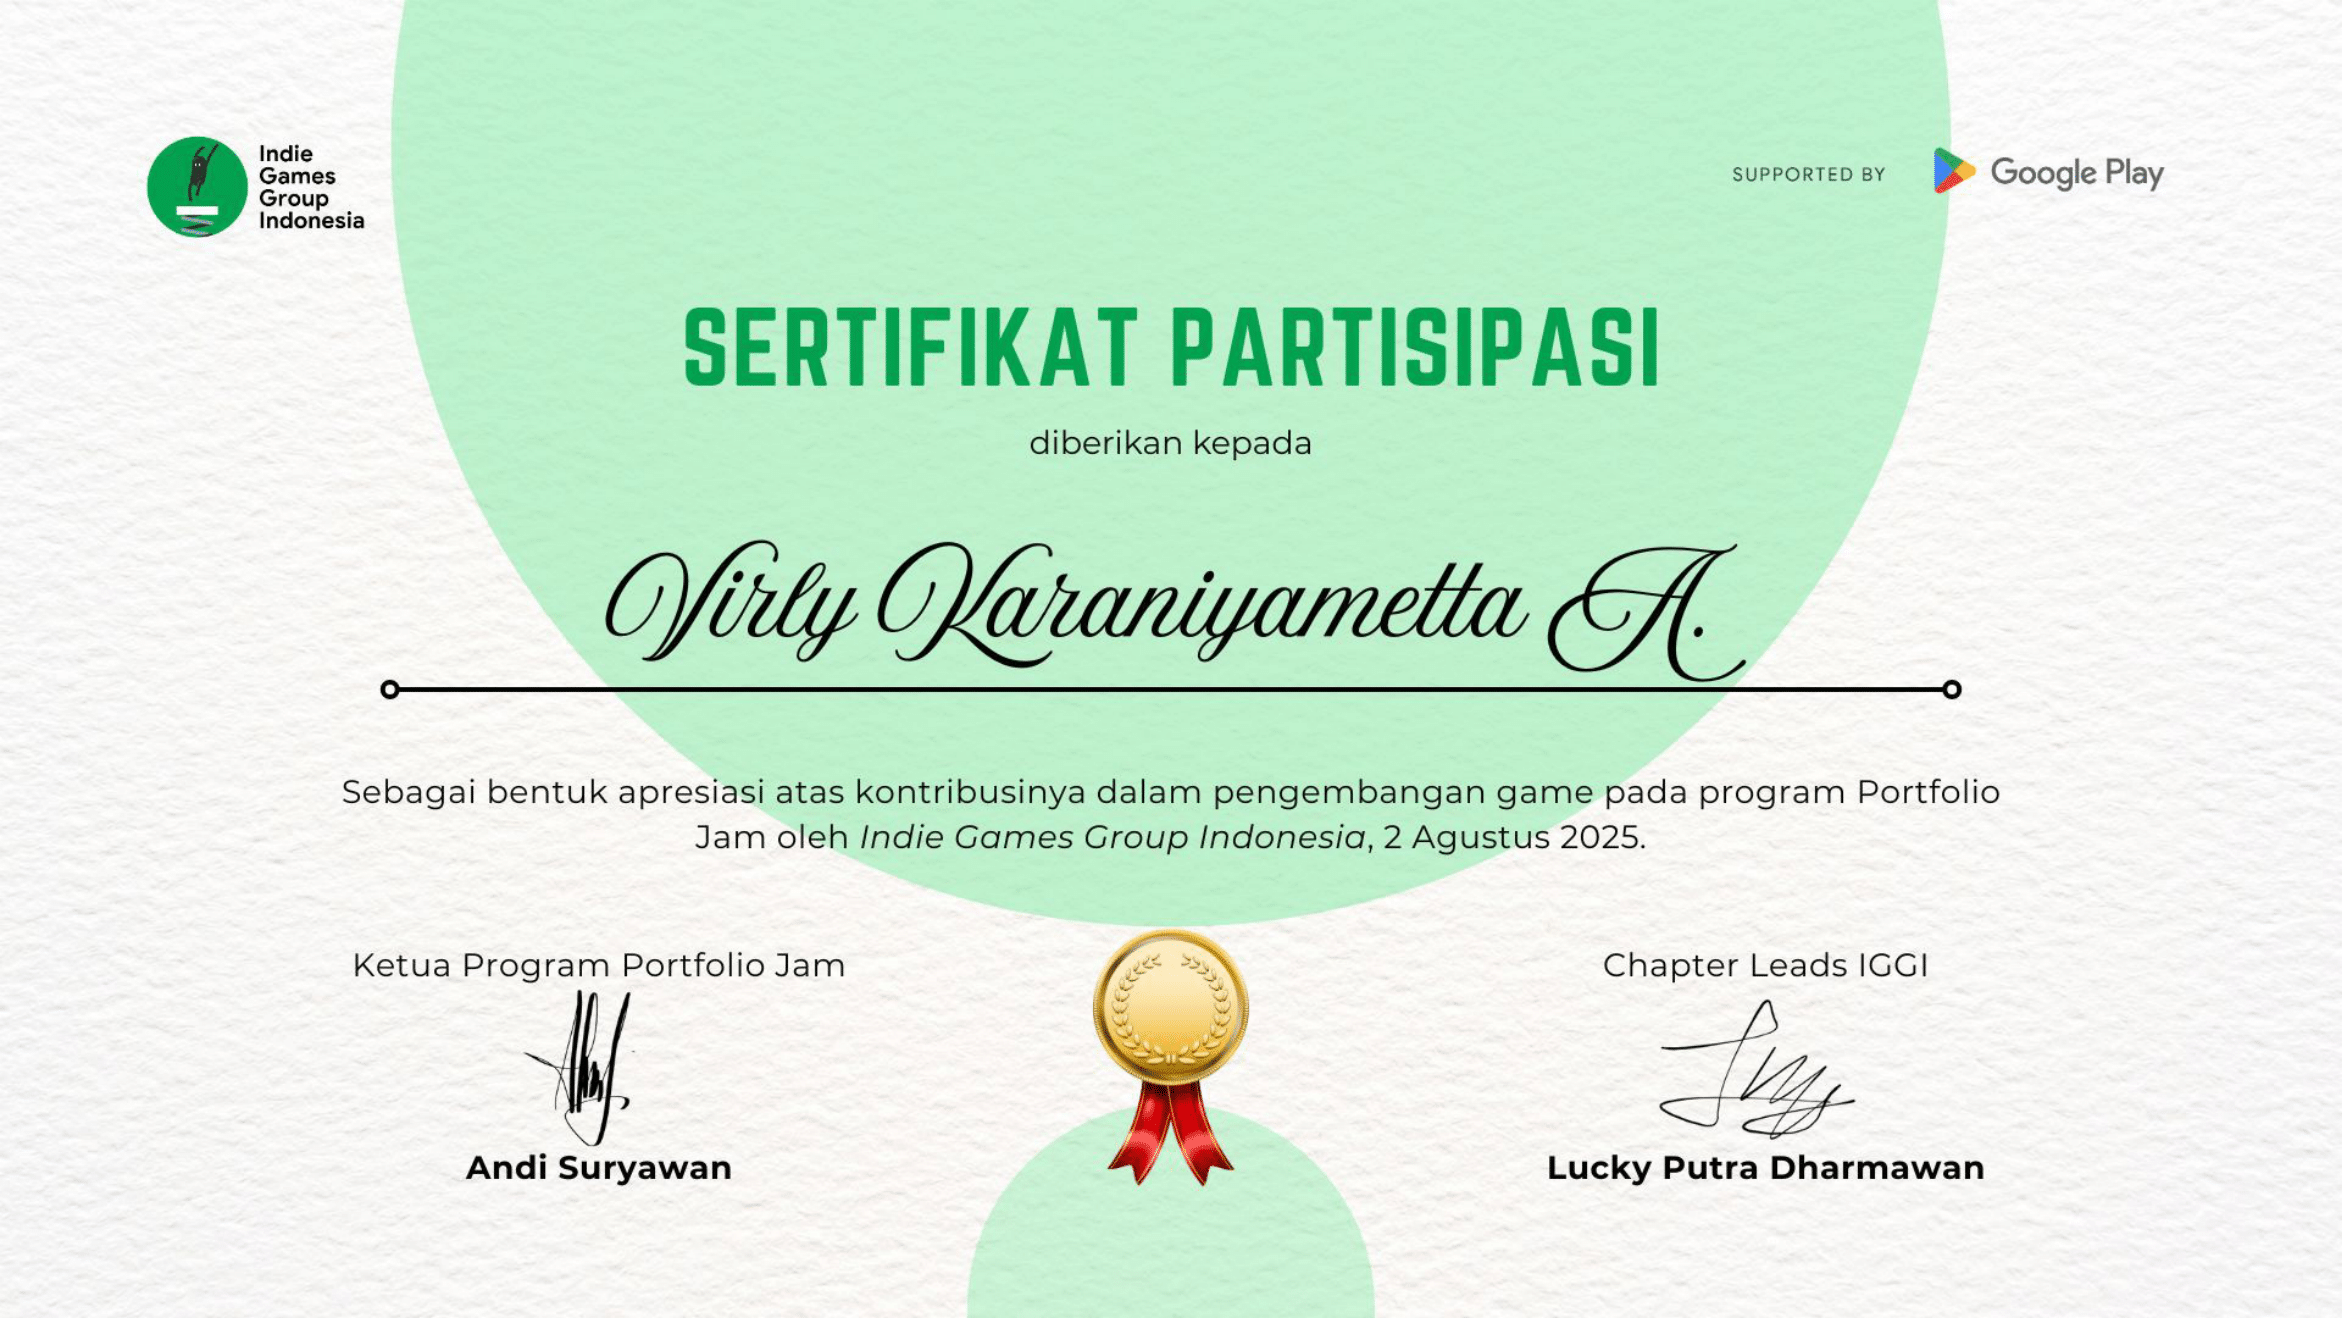 Indie
Games
Group
Indonesia
SUPPORTED BY Google Play
SERTIFIKAT PARTISIPASI
diberikan kepada
Virly Karaniyametta A.
Sebagai bentuk apresiasi atas kontribusinya dalam pengembangan game pada program Portfolio
Jam oleh Indie Games Group Indonesia, 2 Agustus 2025.
Ketua Program Portfolio Jam
Andi Suryawan
Chapter Leads IGGI
Lucky Putra Dharmawan